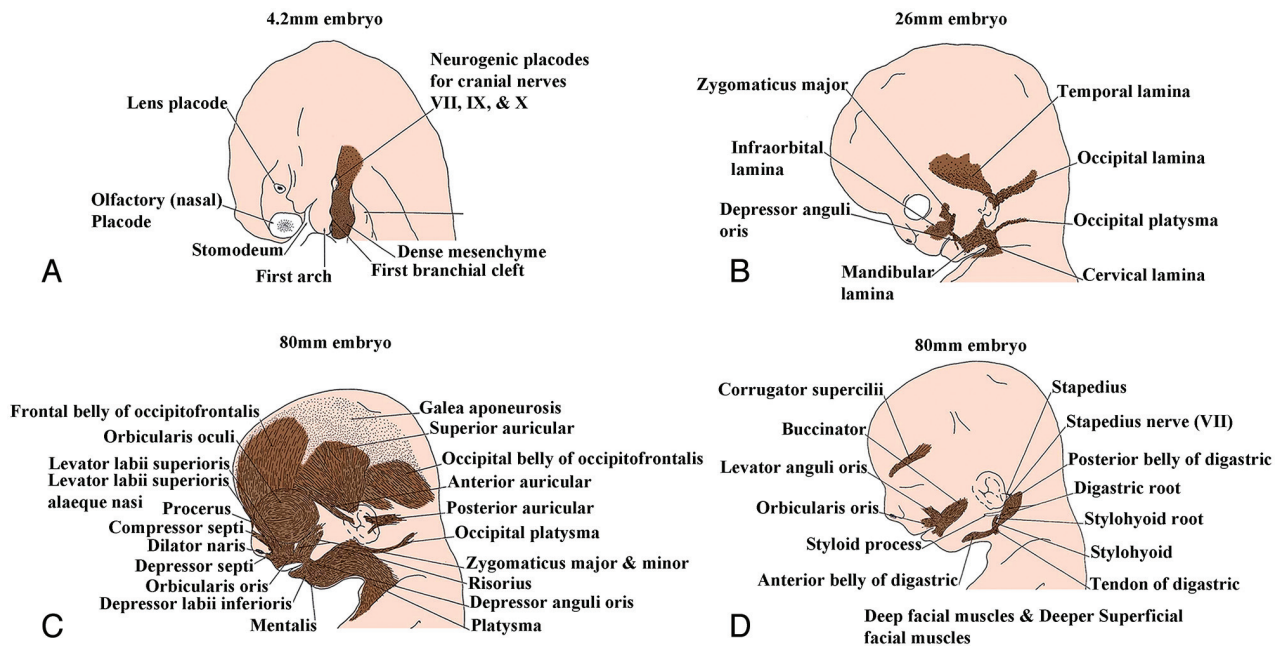 4.2mm embryo
Neurogenic placodes
for cranial nerves
VII, IX, & X
Lens placode
Olfactory (nasal)
Placode
Stomodeum
First arch
Dense mesenchyme
First branchial cleft
A
26mm embryo
Zygomaticus major
Temporal lamina
Infraorbital
lamina
Occipital lamina
Depressor anguli
oris
Occipital platysma
Mandibular
lamina
Cervical lamina
B
80mm embryo
Frontal belly of occipitofrontalis
Orbicularis oculi
Levator labii superioris
Levator labii superioris
alaeque nasi
Procerus
Compressor septi
Dilator naris
Depressor septi
Orbicularis oris
Depressor labii inferioris
Mentalis
Galea aponeurosis
Superior auricular
Occipital belly of occipitofrontalis
Anterior auricular
Posterior auricular
Occipital platysma
Zygomaticus major & minor
Risorius
Depressor anguli oris
Platysma
C
80mm embryo
Corrugator supercilii
Buccinator
Levator anguli oris
Orbicularis oris
Styloid process
Anterior belly of digastric
Stapedius
Stapedius nerve (VII)
Posterior belly of digastric
Digastric root
Stylohyoid root
Stylohyoid
Tendon of digastric
D
Deep facial muscles & Deeper Superficial
facial muscles